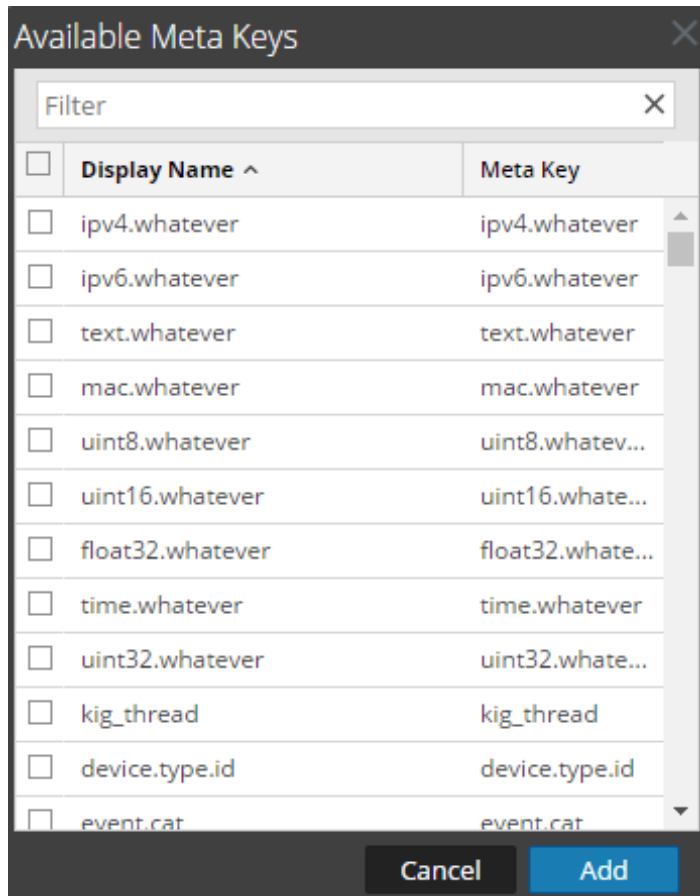 Available Meta Keys
Filter
Display Name Meta Key
ipv4.whatever ipv4.whatever
ipv6.whatever ipv6.whatever
text.whatever text.whatever
mac.whatever mac.whatever
uint8.whatever uint8.whatev...
uint16.whatever uint16.whate...
float32.whatever float32.whate...
time.whatever time.whatever
uint32.whatever uint32.whate...
kig_thread kig_thread
device.type.id device.type.id
event.cat event.cat
Cancel Add